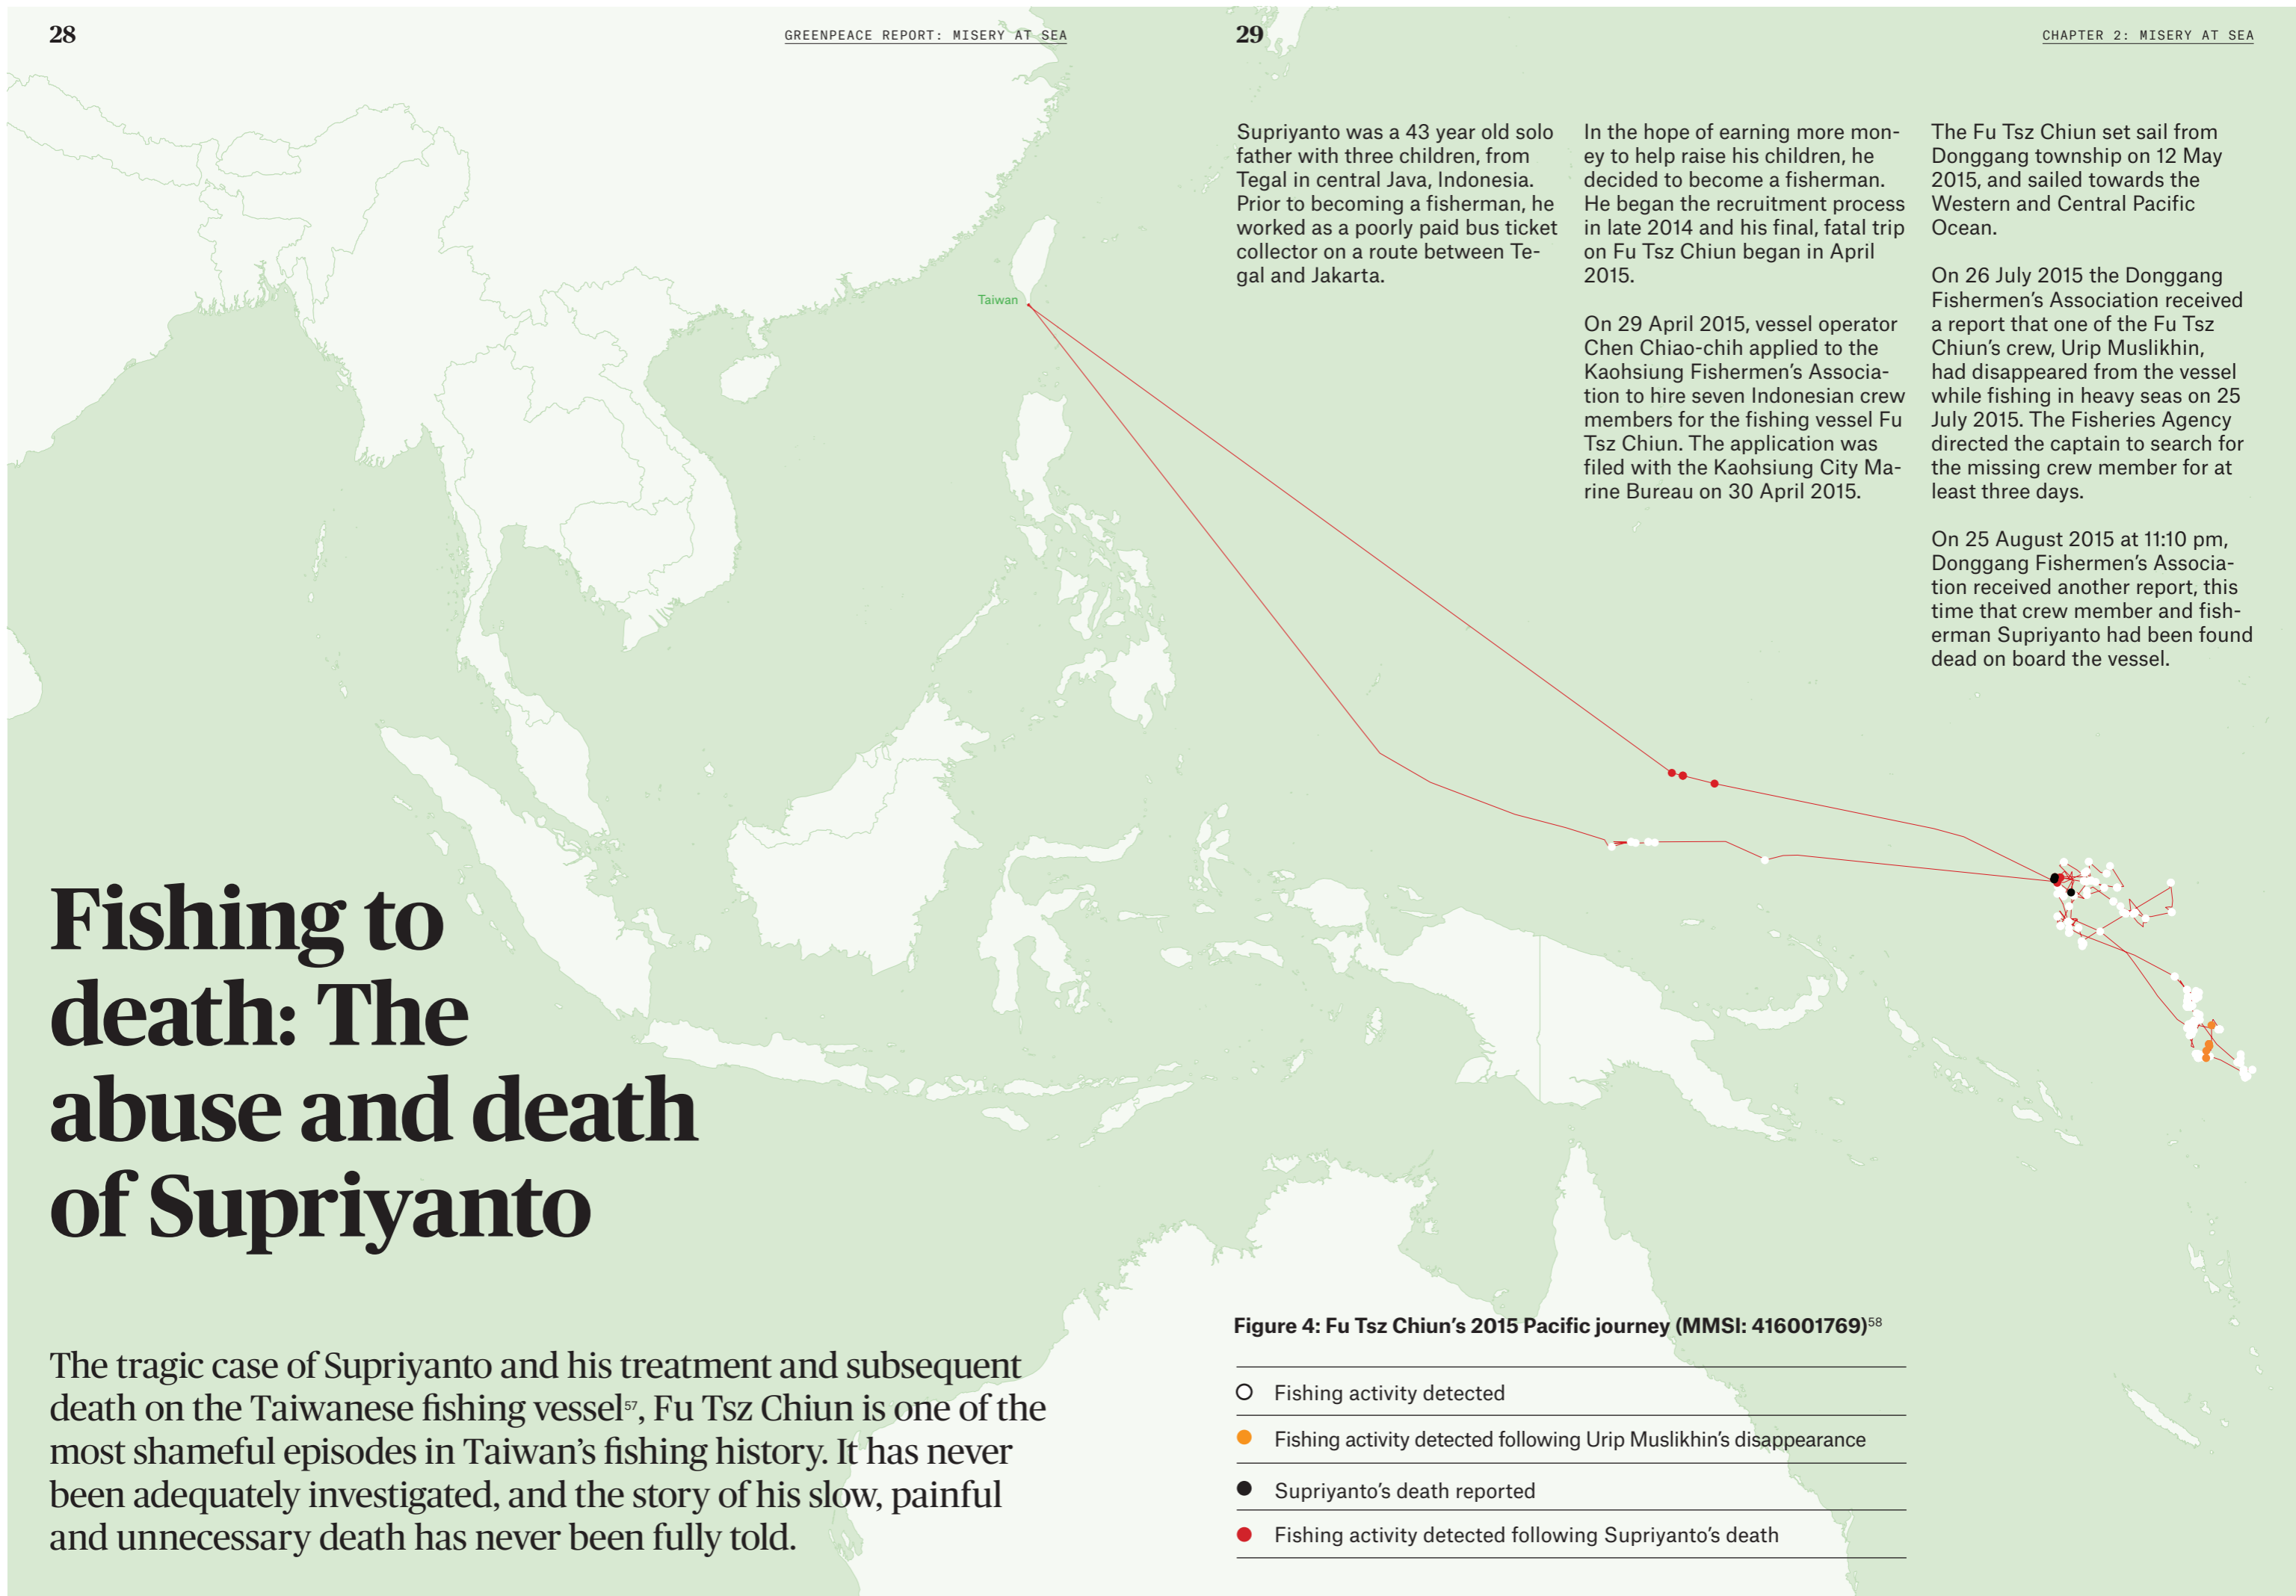 28
GREENPEACE REPORT: MISERY AT SEA
Taiwan
Fishing to
death: The
abuse and death
of Supriyanto
The tragic case of Supriyanto and his treatment and subsequent
death on the Taiwanese fishing vessel57, Fu Tsz Chiun is one of the
most shameful episodes in Taiwan's fishing history. It has never
been adequately investigated, and the story of his slow, painful
and unnecessary death has never been fully told.
29
CHAPTER 2: MISERY AT SEA
Supriyanto was a 43 year old solo
father with three children, from
Tegal in central Java, Indonesia.
Prior to becoming a fisherman, he
worked as a poorly paid bus ticket
collector on a route between Te-
gal and Jakarta.
In the hope of earning more mon-
ey to help raise his children, he
decided to become a fisherman.
He began the recruitment process
in late 2014 and his final, fatal trip
on Fu Tsz Chiun began in April
2015.
On 29 April 2015, vessel operator
Chen Chiao-chih applied to the
Kaohsiung Fishermen's Associa-
tion to hire seven Indonesian crew
members for the fishing vessel Fu
Tsz Chiun. The application was
filed with the Kaohsiung City Ma-
rine Bureau on 30 April 2015.
The Fu Tsz Chiun set sail from
Donggang township on 12 May
2015, and sailed towards the
Western and Central Pacific
Ocean.
On 26 July 2015 the Donggang
Fishermen's Association received
a report that one of the Fu Tsz
Chiun's crew, Urip Muslikhin,
had disappeared from the vessel
while fishing in heavy seas on 25
July 2015. The Fisheries Agency
directed the captain to search for
the missing crew member for at
least three days.
On 25 August 2015 at 11:10 pm,
Donggang Fishermen's Associa-
tion received another report, this
time that crew member and fish-
erman Supriyanto had been found
dead on board the vessel.
Figure 4: Fu Tsz Chiun's 2015 Pacific journey (MMSI: 416001769)58
Fishing activity detected
Fishing activity detected following Urip Muslikhin's disappearance
Supriyanto's death reported
Fishing activity detected following Supriyanto's death